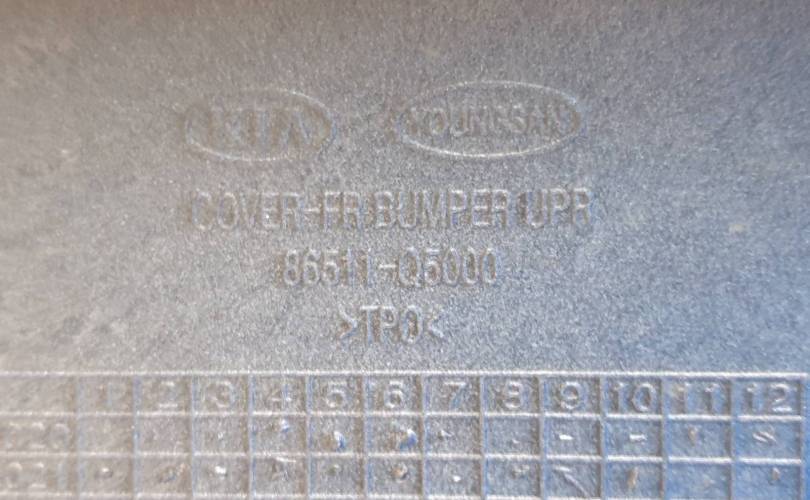 KIA YOUNGSAN
COVER-FR BUMPER UPR
86511-Q5000
>TPO<
1 2 3 4 5 6 7 8 9 10 11 12